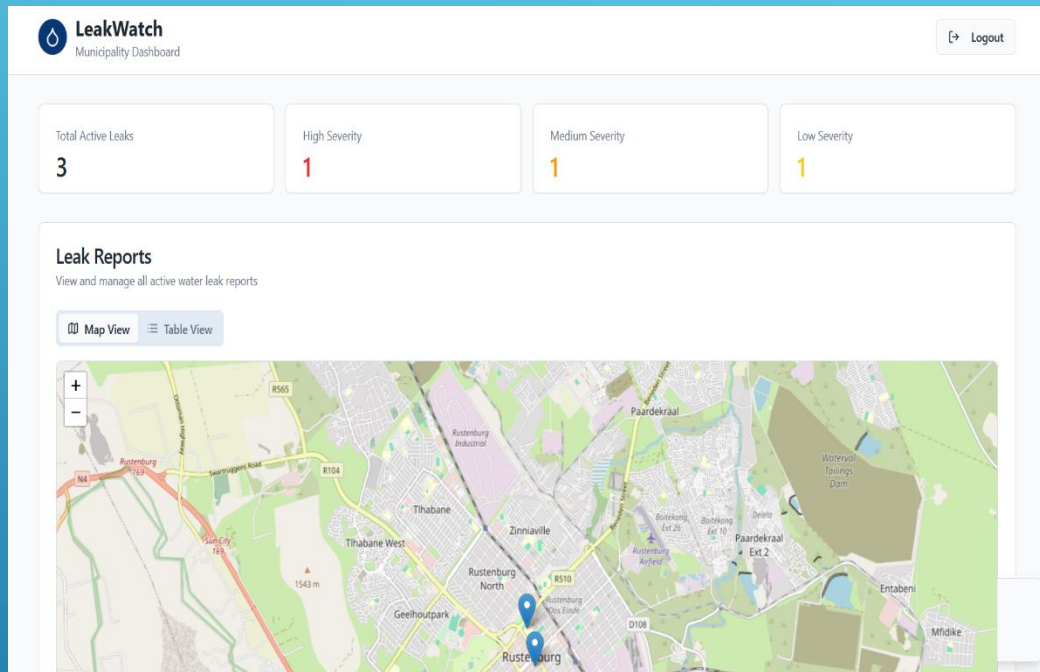 LeakWatch
Municipality Dashboard
Logout
Total Active Leaks
3
High Severity
1
Medium Severity
1
Low Severity
1
Leak Reports
View and manage all active water leak reports
Map View
Table View
+
−
R565
Paardekraal
Rustenburg
Industrial
Rustenburg
169
N4
Swartruggens Road
R104
Waterval
Tailings
Dam
Tlhabane
Zinniaville
Boitekong
Ext 26
Boitekong
Ext 10
Paardekraal
Ext 2
Tlhabane West
Sun City
169
Rustenburg
Airfield
1543 m
Rustenburg
North
R510
Entabeni
Geelhoutpark
Rustenburg
Oos Einde
D108
Mfidike
Rustenburg